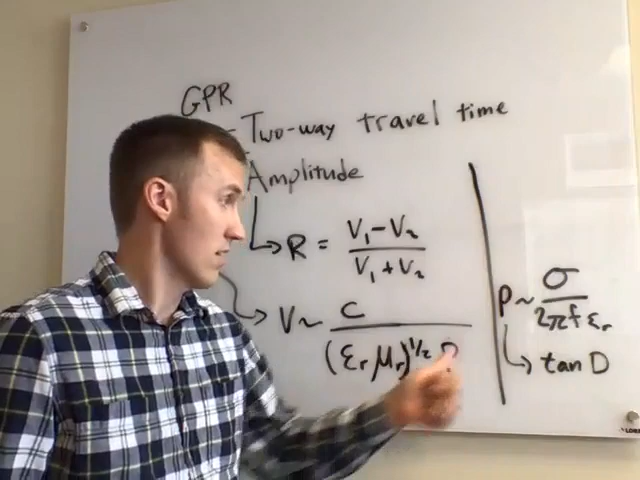 GPR
- Two-way travel time
Amplitude
↳ R = V₁ - V₂ / V₁ + V₂
→ V ~ c / (εᵣ μᵣ)^1/2
P ~ σ / 2πf εᵣ
↳ tan D